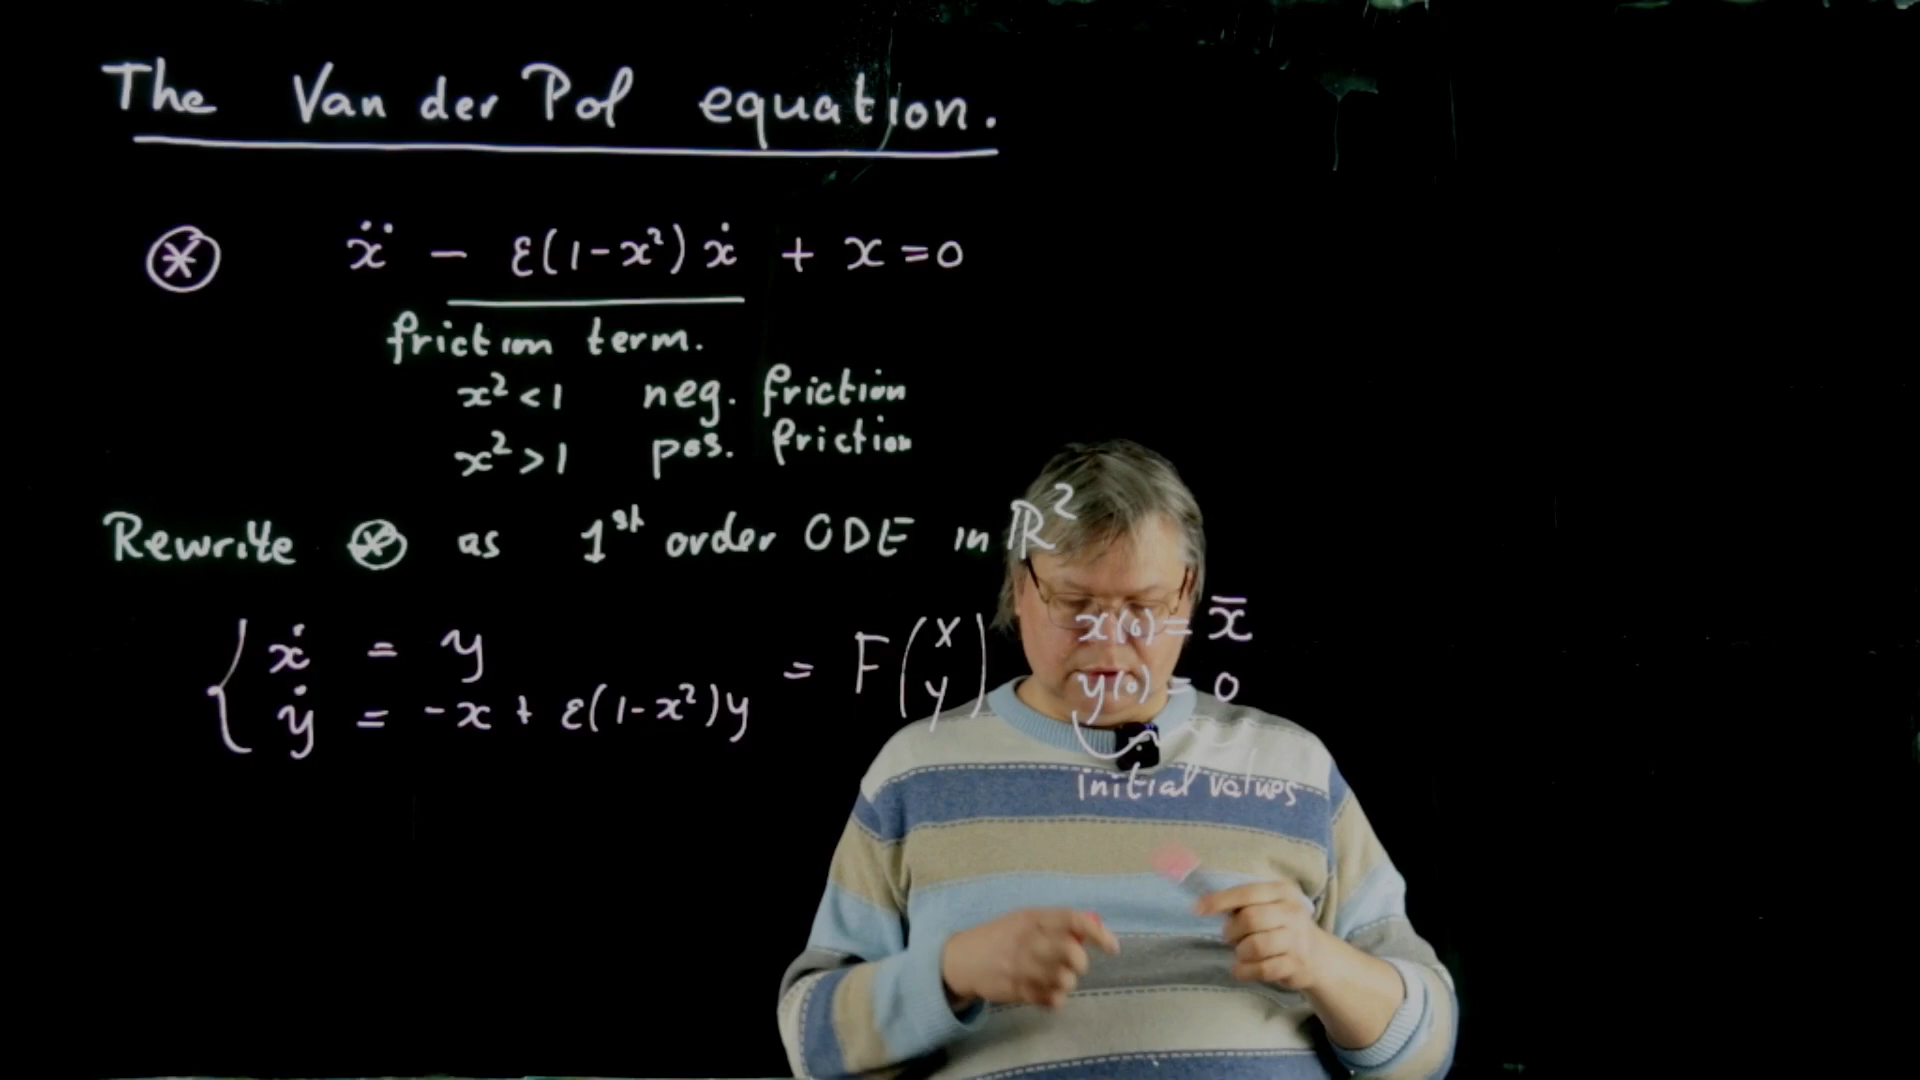 The Van der Pol equation.
⊛ ẍ - ε(1-x²)ẋ + x = 0
friction term.
x² < 1 neg. friction
x² > 1 pos. friction
Rewrite ⊛ as 1st order ODE in ℝ²
{ ẋ = y
ẏ = -x + ε(1-x²)y
= F(x y)
x(0) = x̄
y(0) = 0
initial values